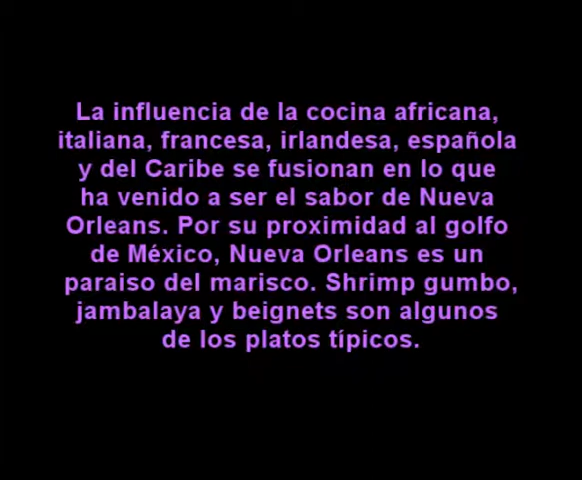 La influencia de la cocina africana,
italiana, francesa, irlandesa, española
y del Caribe se fusionan en lo que
ha venido a ser el sabor de Nueva
Orleans. Por su proximidad al golfo
de México, Nueva Orleans es un
paraiso del marisco. Shrimp gumbo,
jambalaya y beignets son algunos
de los platos típicos.